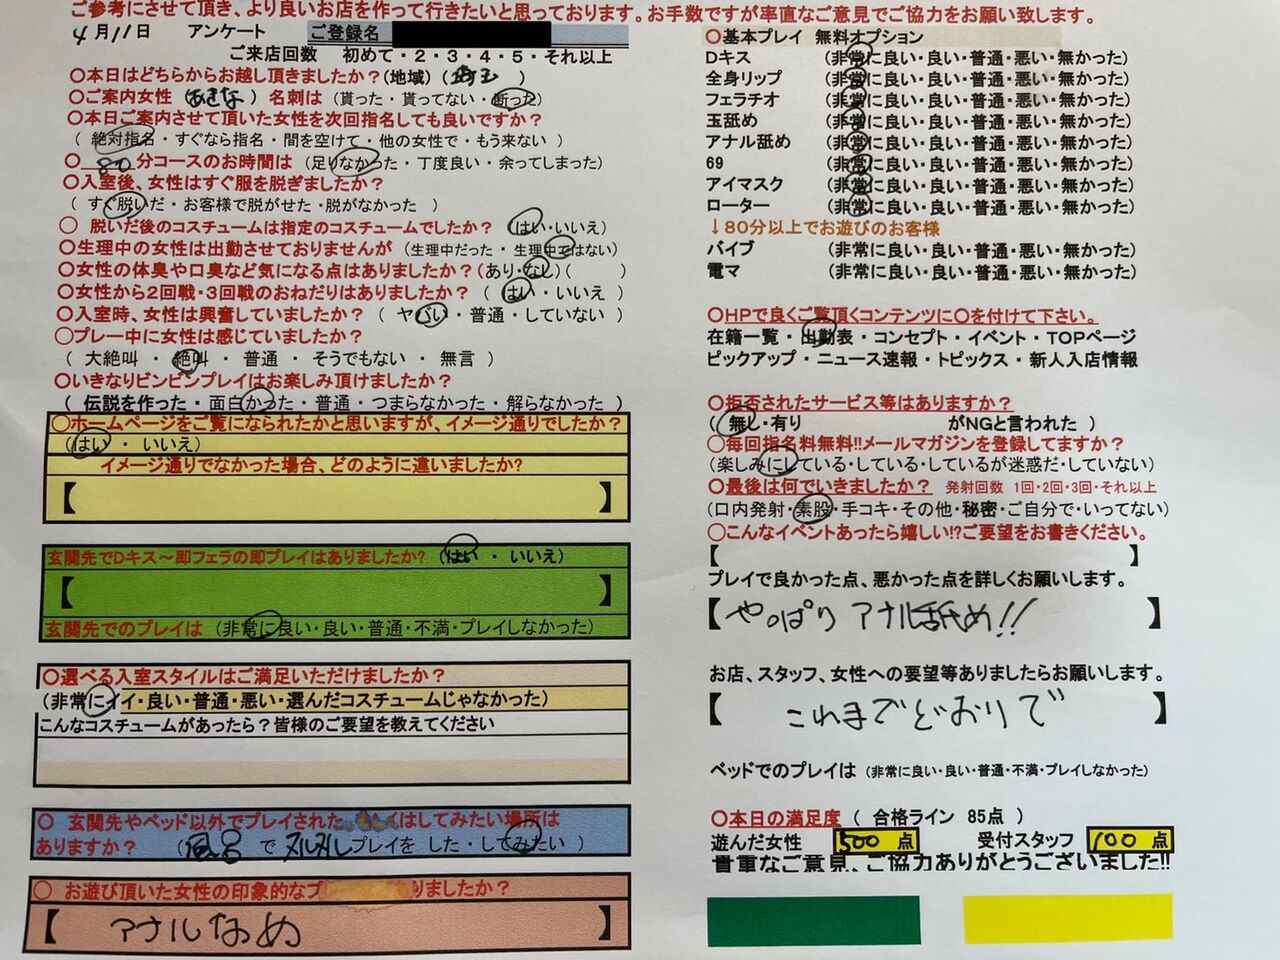 ご参考にさせて頂き、より良いお店を作って行きたいと思っております。お手数ですが率直なご意見でご協力をお願い致します。
4月11日 アンケート ご登録名
ご来店回数 初めて・2・3・4・5・それ以上
〇本日はどちらからお越し頂きましたか?(地域)(埼玉)
〇ご案内女性 ) 名刺は (貰った・貰ってない・断った)
〇本日ご案内させて頂いた女性を次回指名しても良いですか?
( 絶対指名・すぐなら指名・間を空けて・他の女性で・もう来ない )
〇 80分コースのお時間は (足りなかった・丁度良い・余ってしまった)
〇入室後、女性はすぐ服を脱ぎましたか?
( すぐ脱いだ・お客様で脱がせた・脱がなかった )
〇 脱いだ後のコスチュームは指定のコスチュームでしたか? (はい・いいえ)
〇生理中の女性は出勤させておりませんが (生理中だった・生理中ではない)
〇女性の体臭や口臭など気になる点はありましたか?(あり・なし)( )
〇女性から2回戦・3回戦のおねだりはありましたか? ( はい・いいえ )
〇入室時、女性は興奮していましたか? ( ヤバい・普通・していない )
〇プレー中に女性は感じていましたか?
( 大絶叫・絶叫・普通・そうでもない・無言 )
〇いきなりビンビンプレイはお楽しみ頂けましたか?
( 伝説を作った・面白かった・普通・つまらなかった・解らなかった )
〇ホームページをご覧になられたかと思いますが、イメージ通りでしたか?
(はい・いいえ)
イメージ通りでなかった場合、どのように違いましたか?
【 】
玄関先でDキス～即フェラの即プレイはありましたか? (はい・いいえ)
【 】
玄関先でのプレイは (非常に良い・良い・普通・不満・プレイしなかった)
〇選べる入室スタイルはご満足いただけましたか?
(非常にイイ・良い・普通・悪い・選んだコスチュームじゃなかった)
こんなコスチュームがあったら?皆様のご要望を教えてください
〇 玄関先やベッド以外でプレイされた はしてみたい場所は
ありますか? (風呂でヌルヌルプレイを した・してみたい )
〇 お遊び頂いた女性の印象的なプ りましたか?
【 アナルなめ 】
〇基本プレイ 無料オプション
Dキス (非常に良い・良い・普通・悪い・無かった)
全身リップ (非常に良い・良い・普通・悪い・無かった)
フェラチオ (非常に良い・良い・普通・悪い・無かった)
玉舐め (非常に良い・良い・普通・悪い・無かった)
アナル舐め (非常に良い・良い・普通・悪い・無かった)
69 (非常に良い・良い・普通・悪い・無かった)
アイマスク (非常に良い・良い・普通・悪い・無かった)
ローター (非常に良い・良い・普通・悪い・無かった)
↓80分以上でお遊びのお客様
バイブ (非常に良い・良い・普通・悪い・無かった)
電マ (非常に良い・良い・普通・悪い・無かった)
〇HPで良くご覧頂くコンテンツに〇を付けて下さい。
在籍一覧・出勤表・コンセプト・イベント・TOPページ
ピックアップ・ニュース速報・トピックス・新人入店情報
〇拒否されたサービス等はありますか?
( 無し・有り がNGと言われた )
〇毎回指名料無料!!メールマガジンを登録してますか?
(楽しみにしている・している・しているが迷惑だ・していない)
〇最後は何でいきましたか? 発射回数 1回・2回・3回・それ以上
(口内発射・素股・手コキ・その他・秘密・ご自分で・いってない)
〇こんなイベントあったら嬉しい!?ご要望をお書きください。
【 】
プレイで良かった点、悪かった点を詳しくお願いします。
【やっぱりアナル舐め!! 】
お店、スタッフ、女性への要望等ありましたらお願いします。
【 これまでどおりで 】
ベッドでのプレイは (非常に良い・良い・普通・不満・プレイしなかった)
〇本日の満足度 ( 合格ライン 85点 )
遊んだ女性 500点 受付スタッフ 100点
貴重なご意見、ご協力ありがとうございました!!